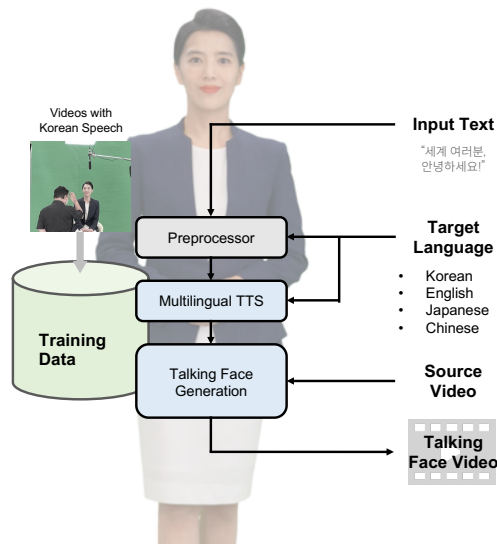 Videos with
Korean Speech
Training
Data
Preprocessor
Multilingual TTS
Talking Face
Generation
Input Text
“세계 여러분,
안녕하세요!”
Target
Language
• Korean
• English
• Japanese
• Chinese
Source
Video
Talking
Face Video